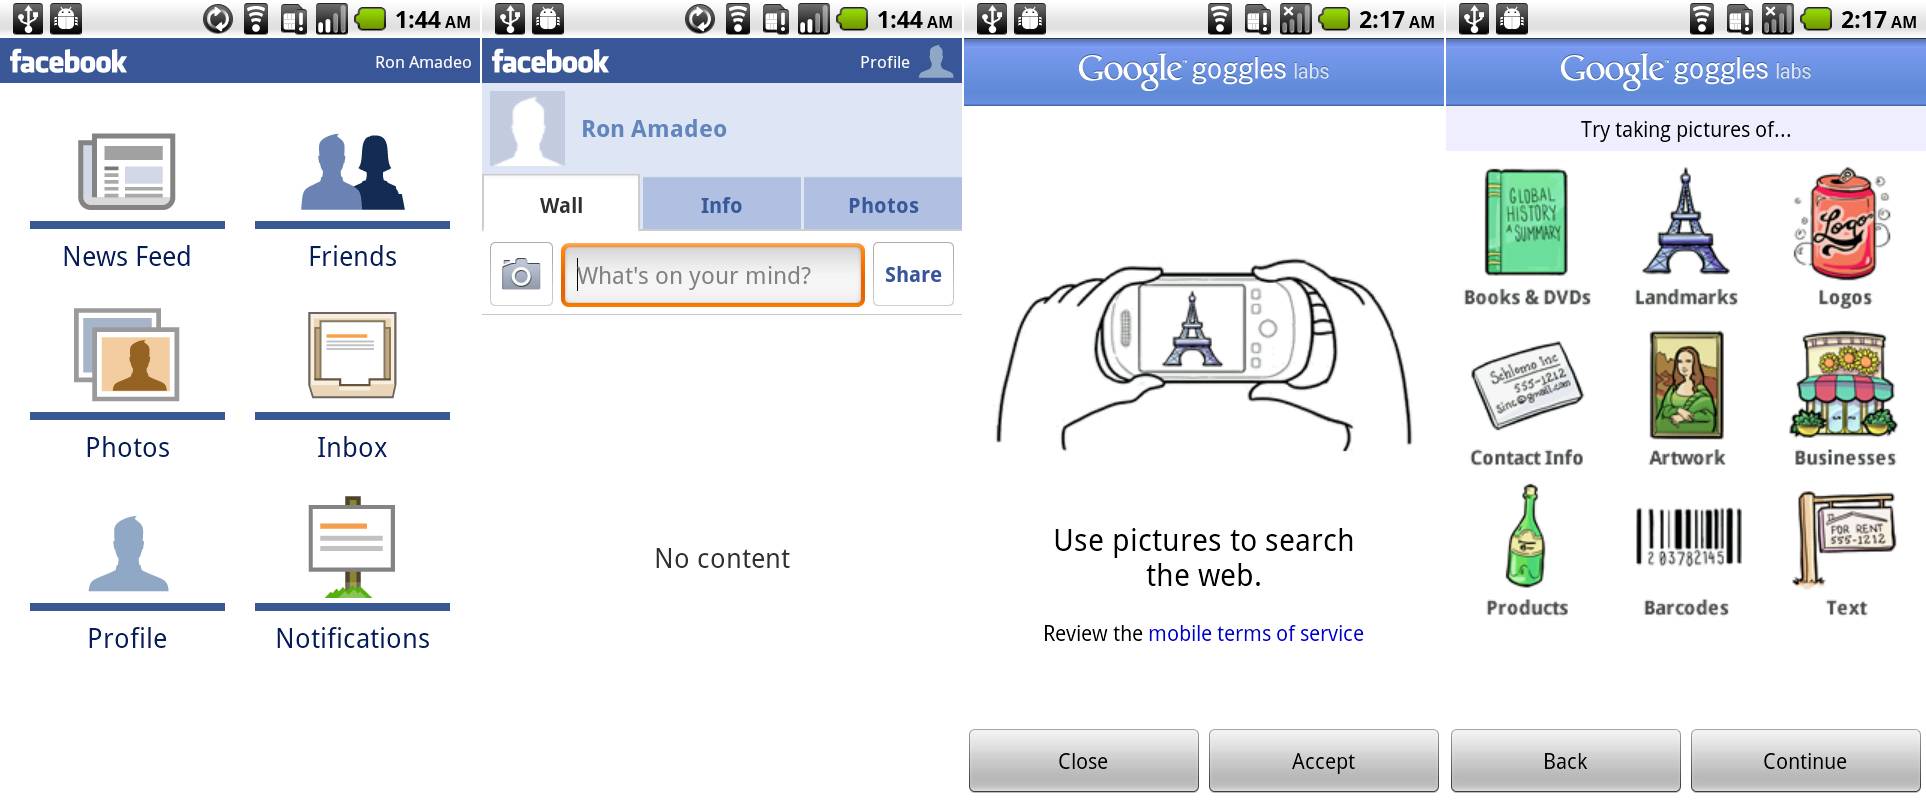 1:44 AM
facebook
Ron Amadeo
News Feed
Friends
Photos
Inbox
Profile
Notifications
1:44 AM
facebook
Profile
Ron Amadeo
Wall
Info
Photos
What's on your mind?
Share
No content
2:17 AM
Google™ goggles labs
Use pictures to search
the web.
Review the mobile terms of service
Close
Accept
2:17 AM
Google™ goggles labs
Try taking pictures of...
GLOBAL
HISTORY
A SUMMARY
Logo
Books & DVDs
Landmarks
Logos
Schlomo Inc
555-1212
sinc@gmail.com
Contact Info
Artwork
Businesses
FOR RENT
555-1212
2 03782145
Products
Barcodes
Text
Back
Continue